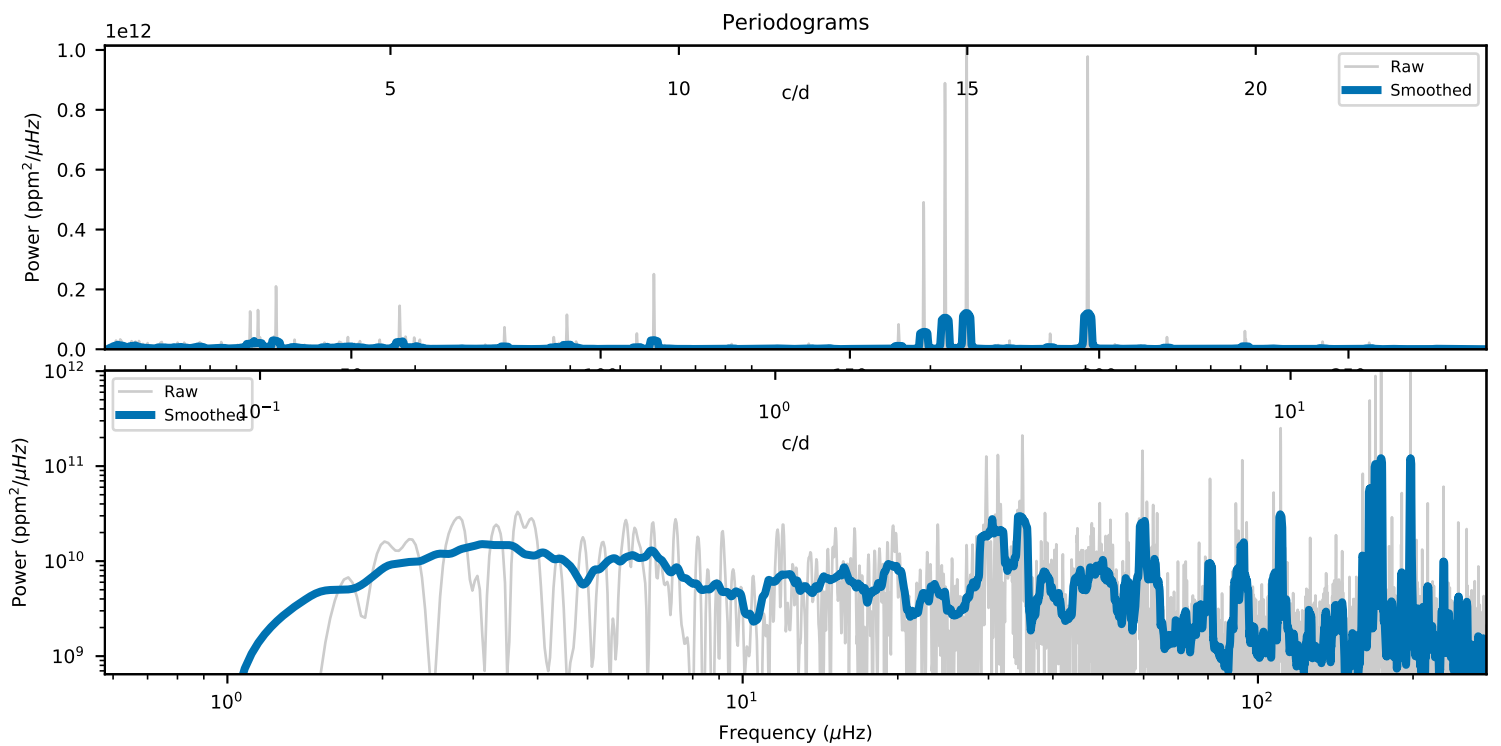 Periodograms
1e12
1.0
0.8
0.6
0.4
0.2
0.0
Power (ppm²/μHz)
5
10
c/d
15
20
Raw
Smoothed
10¹²
10¹¹
10¹⁰
10⁹
Power (ppm²/μHz)
Raw
Smoothed
10⁻¹
10⁰
10¹
c/d
10⁰
10¹
10²
Frequency (μHz)